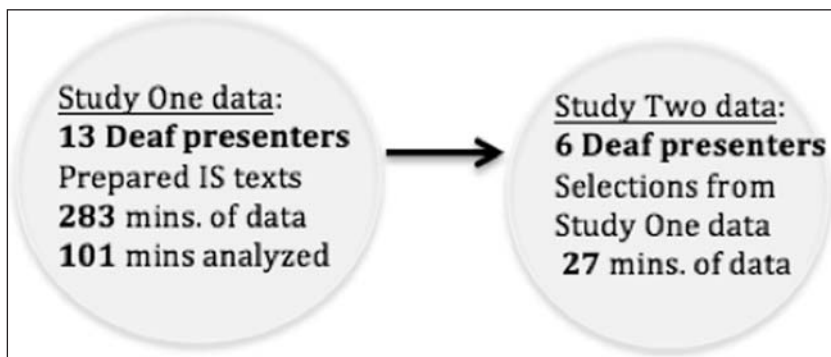 Study One data:
13 Deaf presenters
Prepared IS texts
283 mins. of data
101 mins analyzed
Study Two data:
6 Deaf presenters
Selections from
Study One data
27 mins. of data